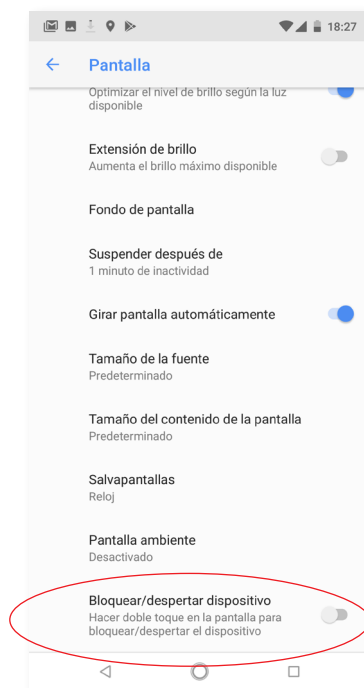 18:27
Pantalla
Optimizar el nivel de brillo según la luz
disponible
Extensión de brillo
Aumenta el brillo máximo disponible
Fondo de pantalla
Suspender después de
1 minuto de inactividad
Girar pantalla automáticamente
Tamaño de la fuente
Predeterminado
Tamaño del contenido de la pantalla
Predeterminado
Salvapantallas
Reloj
Pantalla ambiente
Desactivado
Bloquear/despertar dispositivo
Hacer doble toque en la pantalla para
bloquear/despertar el dispositivo